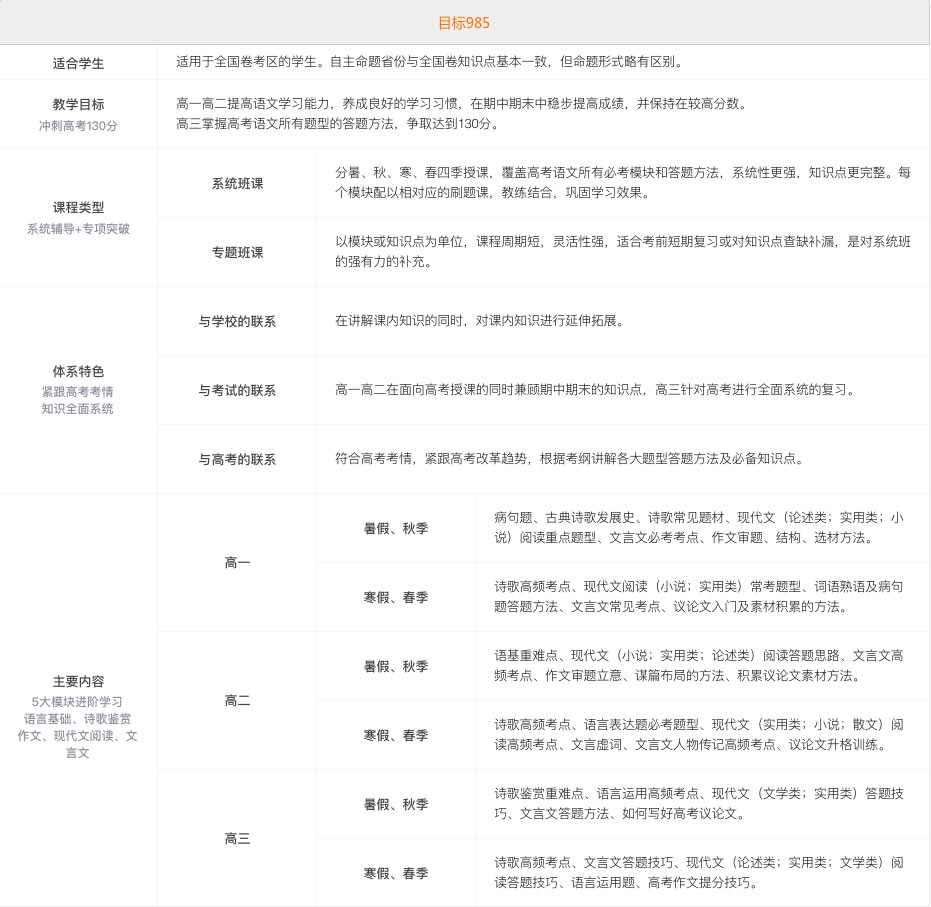 目标985
适合学生
适用于全国卷考区的学生。自主命题省份与全国卷知识点基本一致，但命题形式略有区别。
教学目标
冲刺高考130分
高一高二提高语文学习能力，养成良好的学习习惯，在期中期末中稳步提高成绩，并保持在较高分数。
高三掌握高考语文所有题型的答题方法，争取达到130分。
课程类型
系统辅导+专项突破
系统班课
分暑、秋、寒、春四季授课，覆盖高考语文所有必考模块和答题方法，系统性更强，知识点更完整。每
个模块配以相对应的刷题课，教练结合，巩固学习效果。
专题班课
以模块或知识点为单位，课程周期短，灵活性强，适合考前短期复习或对知识点查缺补漏，是对系统班
的强有力的补充。
体系特色
紧跟高考考情
知识全面系统
与学校的联系
在讲解课内知识的同时，对课内知识进行延伸拓展。
与考试的联系
高一高二在面向高考授课的同时兼顾期中期末的知识点，高三针对高考进行全面系统的复习。
与高考的联系
符合高考考情，紧跟高考改革趋势，根据考纲讲解各大题型答题方法及必备知识点。
主要内容
5大模块进阶学习
语言基础、诗歌鉴赏
作文、现代文阅读、文
言文
高一
暑假、秋季
病句题、古典诗歌发展史、诗歌常见题材、现代文（论述类；实用类；小
说）阅读重点题型、文言文必考考点、作文审题、结构、选材方法。
寒假、春季
诗歌高频考点、现代文阅读（小说；实用类）常考题型、词语熟语及病句
题答题方法、文言文常见考点、议论文入门及素材积累的方法。
高二
暑假、秋季
语基重难点、现代文（小说；实用类；论述类）阅读答题思路、文言文高
频考点、作文审题立意、谋篇布局的方法、积累议论文素材方法。
寒假、春季
诗歌高频考点、语言表达题必考题型、现代文（实用类；小说；散文）阅
读高频考点、文言虚词、文言文人物传记高频考点、议论文升格训练。
高三
暑假、秋季
诗歌鉴赏重难点、语言运用高频考点、现代文（文学类；实用类）答题技
巧、文言文答题方法、如何写好高考议论文。
寒假、春季
诗歌高频考点、文言文答题技巧、现代文（论述类；实用类；文学类）阅
读答题技巧、语言运用题、高考作文提分技巧。